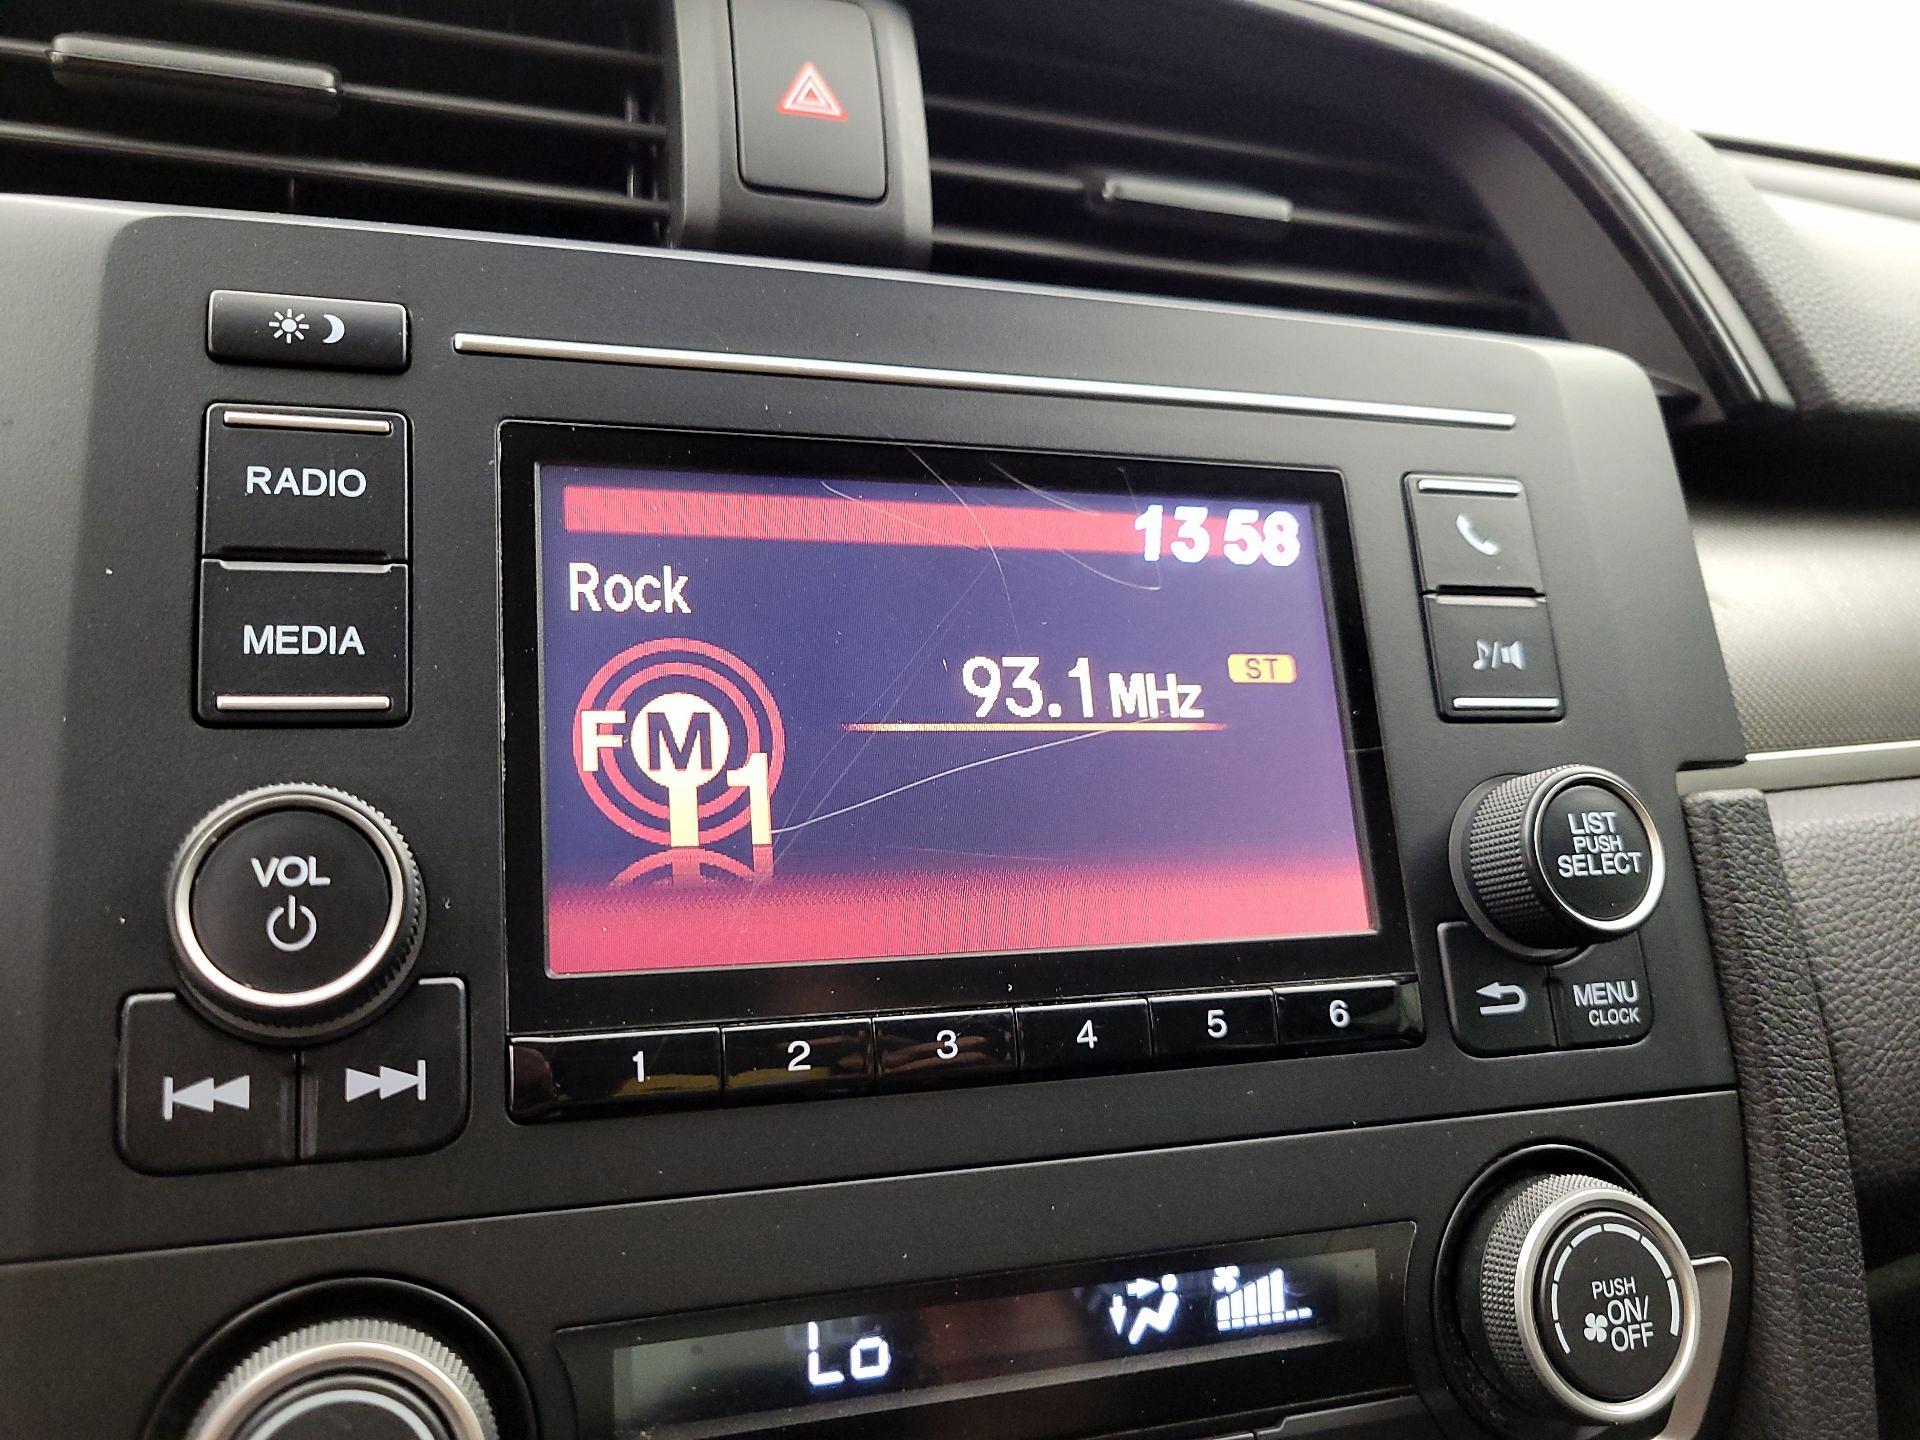 RADIO
MEDIA
VOL
13 58
Rock
93.1 MHz
ST
FM
1
LIST
PUSH
SELECT
MENU
CLOCK
1 2 3 4 5 6
Lo
PUSH
ON/
OFF